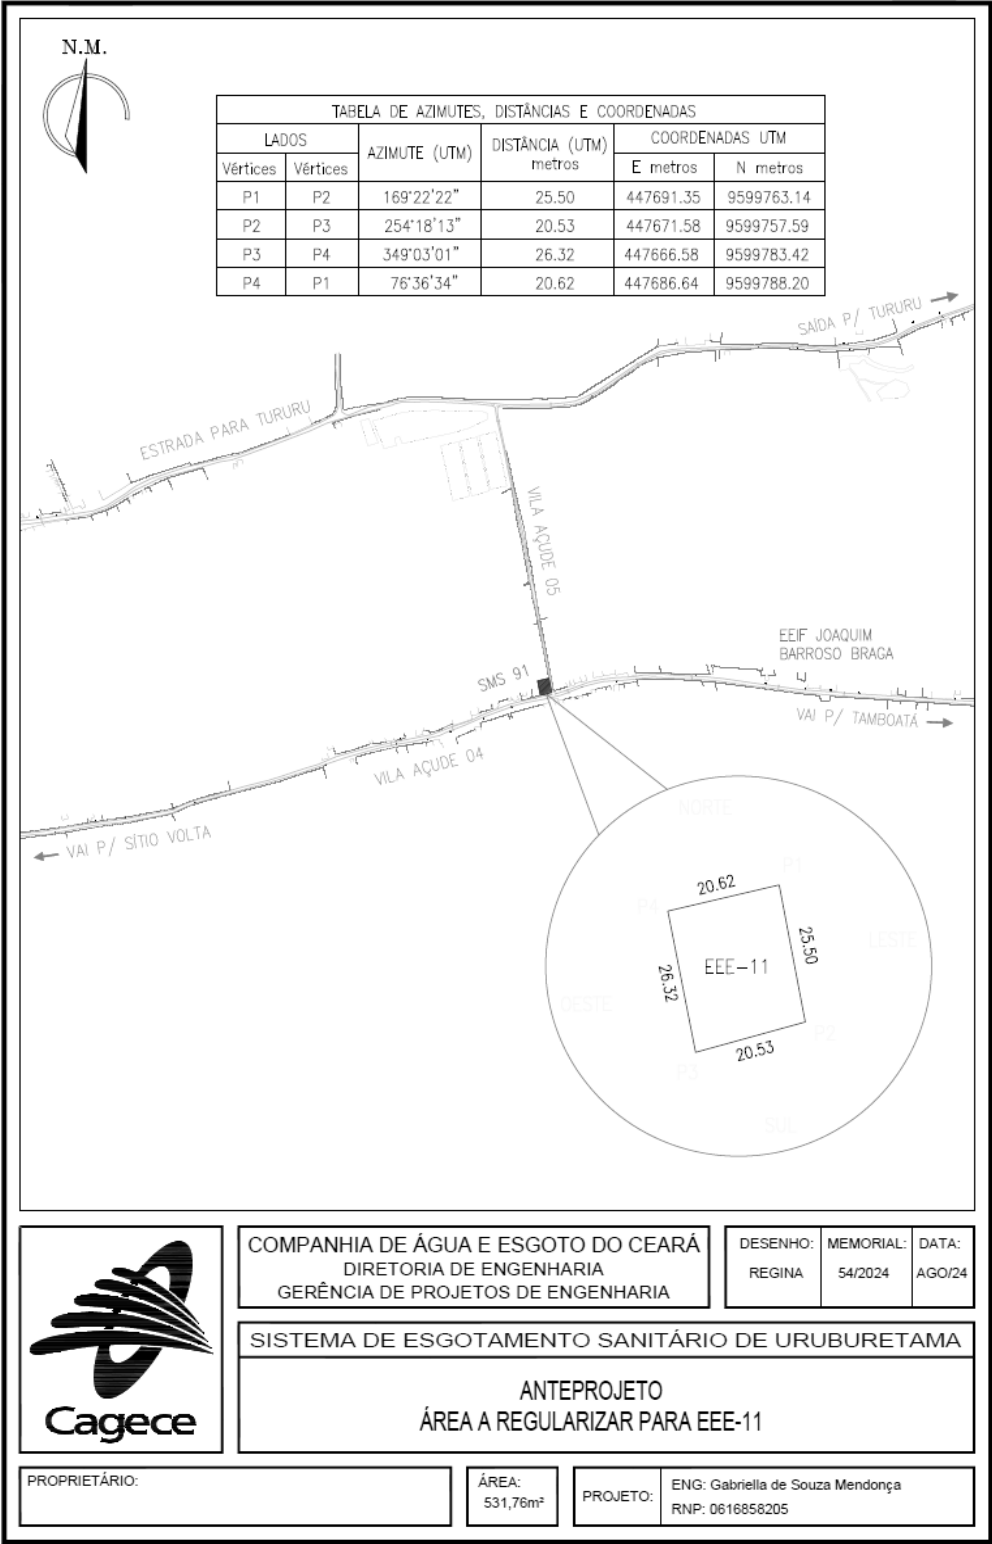 N.M.
TABELA DE AZIMUTES, DISTÂNCIAS E COORDENADAS
LADOS
AZIMUTE (UTM)
DISTÂNCIA (UTM)
metros
COORDENADAS UTM
Vértices Vértices
E metros N metros
P1 P2 169°22'22" 25.50 447691.35 9599763.14
P2 P3 254°18'13" 20.53 447671.58 9599757.59
P3 P4 349°03'01" 26.32 447666.58 9599783.42
P4 P1 76°36'34" 20.62 447686.64 9599788.20
SAÍDA P/ TURURU
ESTRADA PARA TURURU
VILA AÇUDE 05
EEIF JOAQUIM
BARROSO BRAGA
SMS 91
VAI P/ TAMBOATÁ
VILA AÇUDE 04
VAI P/ SÍTIO VOLTA
NORTE
P1
20.62
P4
25.50
LESTE
EEE-11
26.32
OESTE
P2
20.53
P3
SUL
Cagece
COMPANHIA DE ÁGUA E ESGOTO DO CEARÁ
DIRETORIA DE ENGENHARIA
GERÊNCIA DE PROJETOS DE ENGENHARIA
DESENHO:
REGINA
MEMORIAL:
54/2024
DATA:
AGO/24
SISTEMA DE ESGOTAMENTO SANITÁRIO DE URUBURETAMA
ANTEPROJETO
ÁREA A REGULARIZAR PARA EEE-11
PROPRIETÁRIO:
ÁREA:
531,76m²
PROJETO:
ENG: Gabriella de Souza Mendonça
RNP: 0616858205